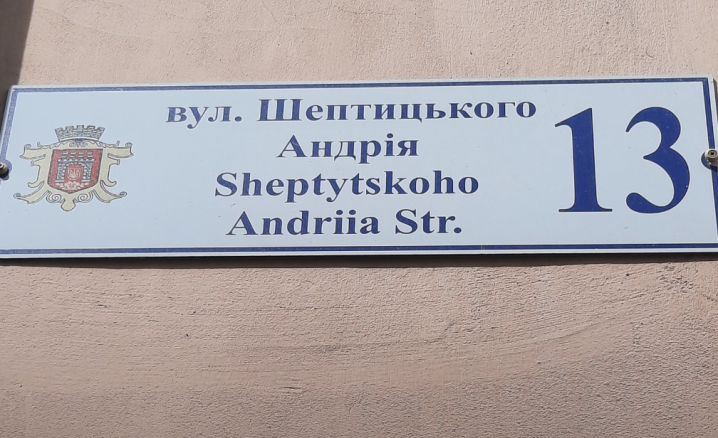 вул. Шептицького
Андрія
Sheptytskoho
Andriia Str.
13